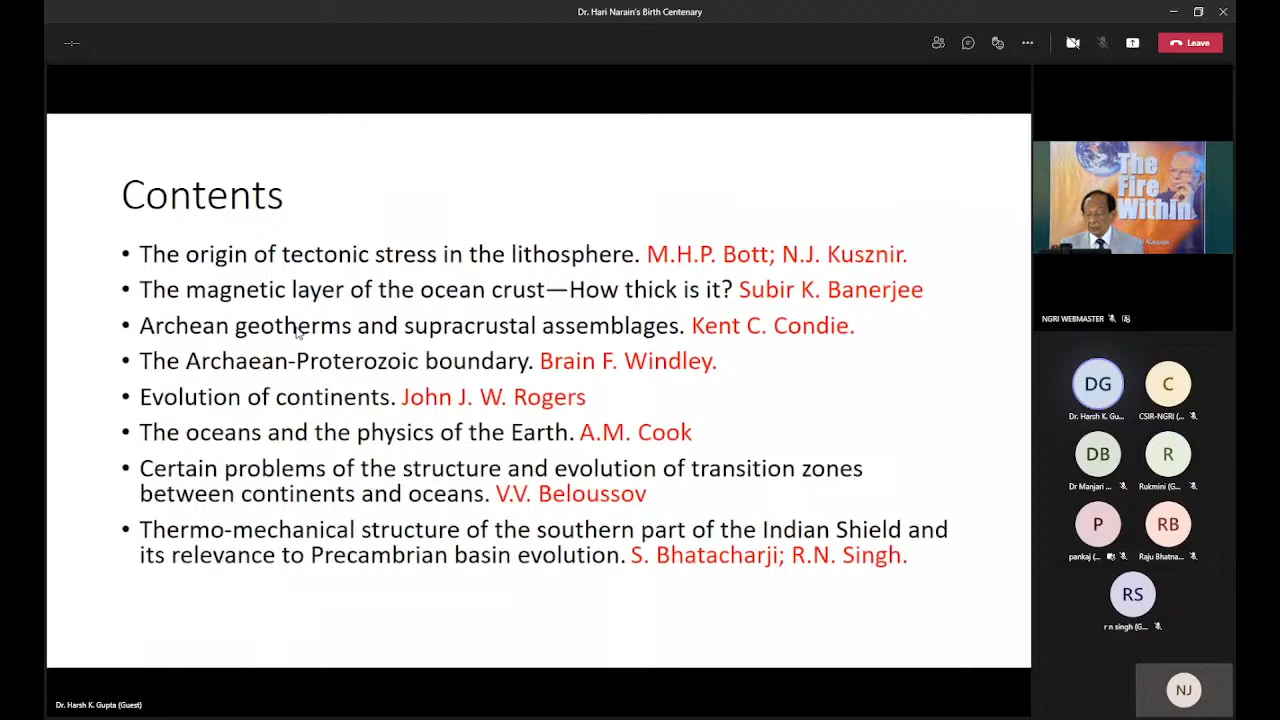 Dr. Hari Narain's Birth Centenary
Leave
Contents
• The origin of tectonic stress in the lithosphere. M.H.P. Bott; N.J. Kusznir.
• The magnetic layer of the ocean crust—How thick is it? Subir K. Banerjee
• Archean geotherms and supracrustal assemblages. Kent C. Condie.
• The Archaean-Proterozoic boundary. Brain F. Windley.
• Evolution of continents. John J. W. Rogers
• The oceans and the physics of the Earth. A.M. Cook
• Certain problems of the structure and evolution of transition zones
between continents and oceans. V.V. Beloussov
• Thermo-mechanical structure of the southern part of the Indian Shield and
its relevance to Precambrian basin evolution. S. Bhatacharji; R.N. Singh.
Dr. Harsh K. Gupta (Guest)
The
Fire
Within
NGRI WEBMASTER
DG
C
Dr. Harsh K. Gu...
CSIR-NGRI (...
DB
R
Dr Manjari ...
Rukmini (G...
P
RB
pankaj (...
Raju Bhatna...
RS
r n singh (G...
NJ